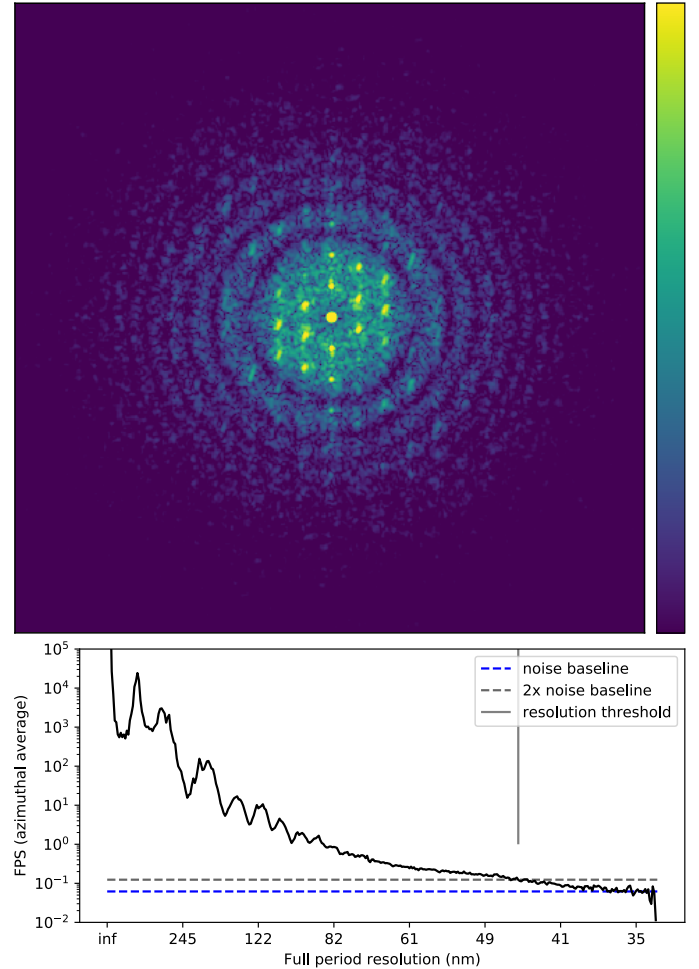 10^5
noise baseline
2x noise baseline
resolution threshold
10^4
10^3
10^2
10^1
10^0
10^-1
10^-2
FPS (azimuthal average)
inf 245 122 82 61 49 41 35
Full period resolution (nm)